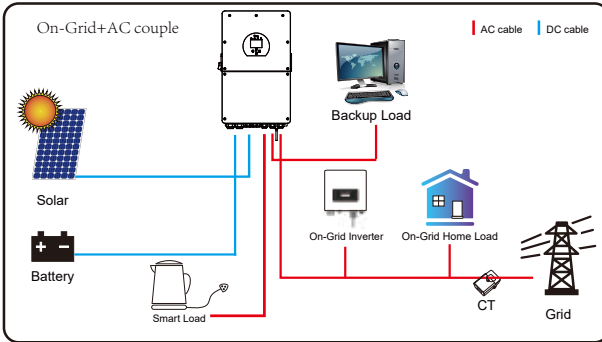 On-Grid+AC couple
AC cable
DC cable
Backup Load
Solar
On-Grid Inverter
On-Grid Home Load
Battery
Smart Load
CT
Grid